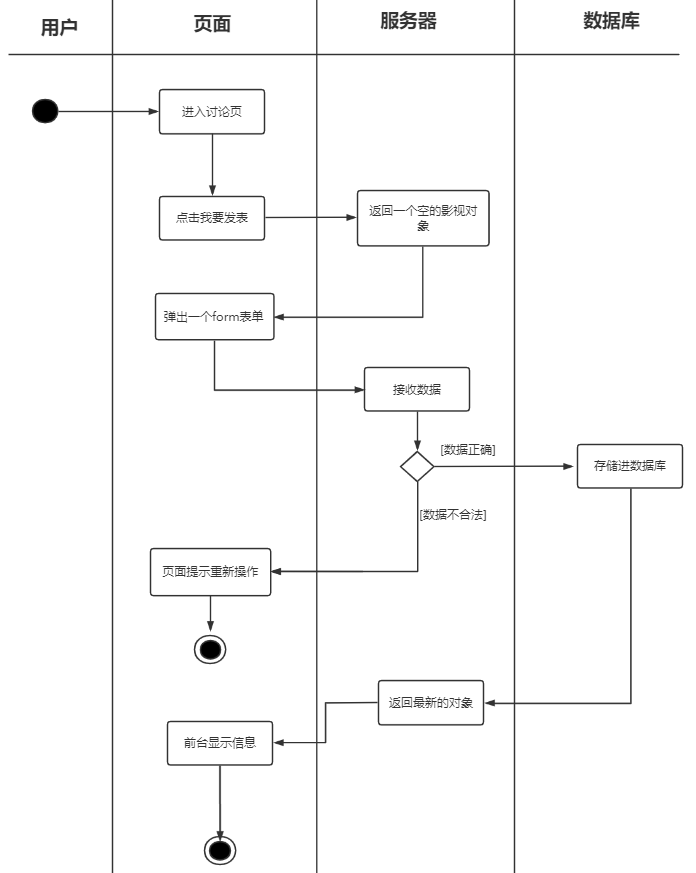 用户
页面
服务器
数据库
进入讨论页
点击我要发表
返回一个空的影视对
象
弹出一个form表单
接收数据
[数据正确]
存储进数据库
[数据不合法]
页面提示重新操作
返回最新的对象
前台显示信息